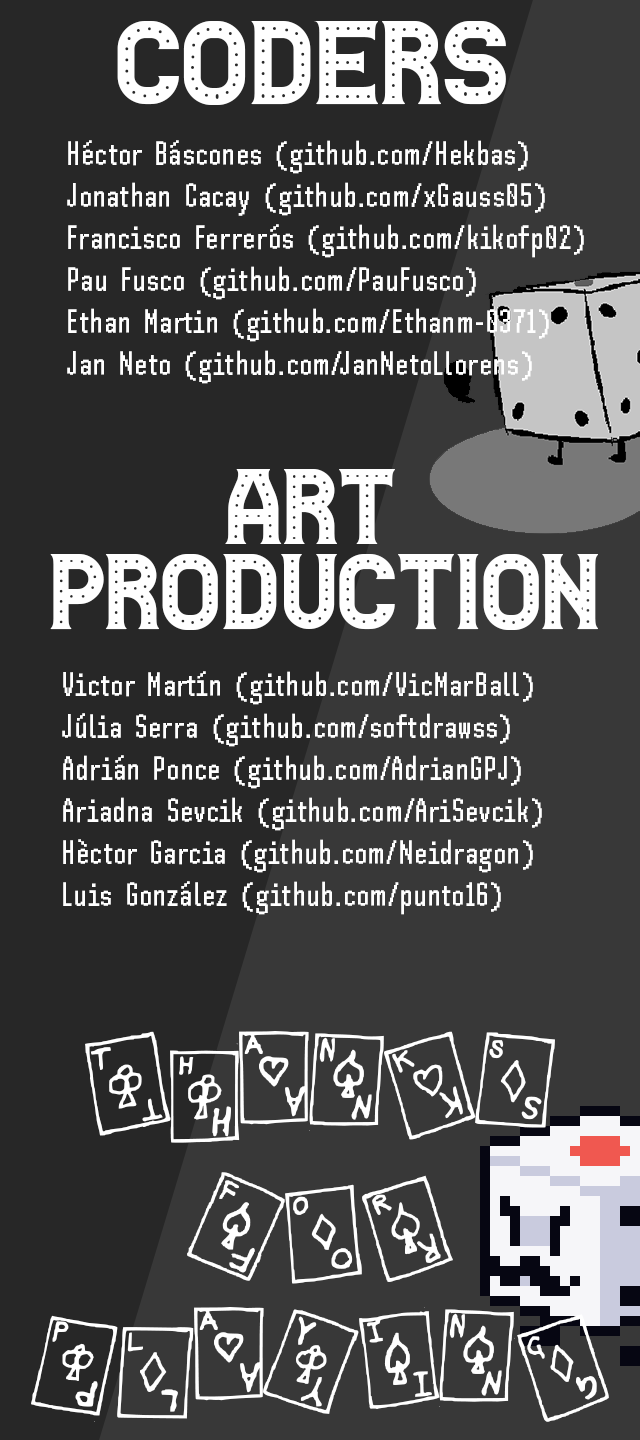 CODERS
Héctor Báscones (github.com/Hekbas)
Jonathan Cacay (github.com/xGauss05)
Francisco Ferrerós (github.com/kikofp02)
Pau Fusco (github.com/PauFusco)
Ethan Martin (github.com/Ethanm-0371)
Jan Neto (github.com/JanNetoLlorens)
ART
PRODUCTION
Victor Martín (github.com/VicMarBall)
Júlia Serra (github.com/softdrawss)
Adrián Ponce (github.com/AdrianGPJ)
Ariadna Sevcik (github.com/AriSevcik)
Hèctor Garcia (github.com/Neidragon)
Luis González (github.com/punto16)
THANKS
FOR
PLAYING